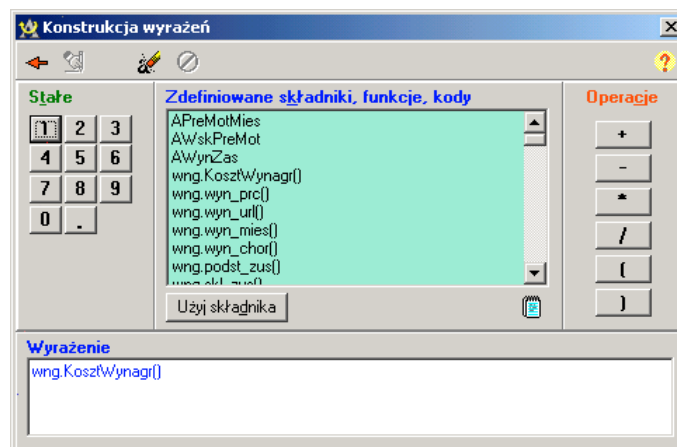 Konstrukcja wyrażeń
Stałe
1 2 3
4 5 6
7 8 9
0 .
Zdefiniowane składniki, funkcje, kody
APreMotMies
AWskPreMot
AWynZas
wng.KosztWynagr()
wng.wyn_prc()
wng.wyn_url()
wng.wyn_mies()
wng.wyn_chor()
wng.podst_zus()
Użyj składnika
Operacje
+
-
*
/
(
)
Wyrażenie
wng.KosztWynagr()